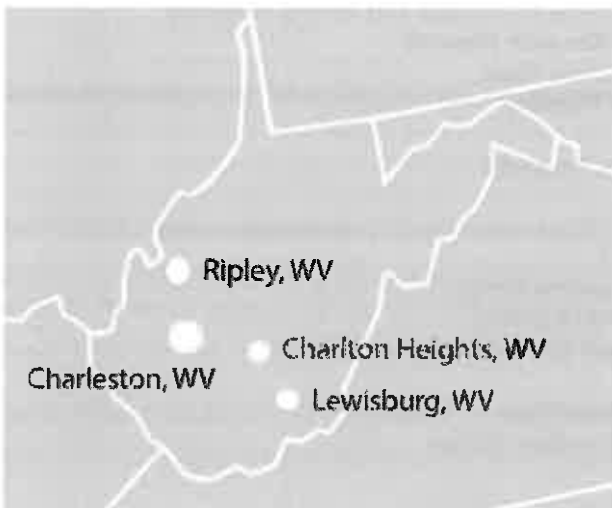 Ripley, WV
Charlton Heights, WV
Charleston, WV
Lewisburg, WV